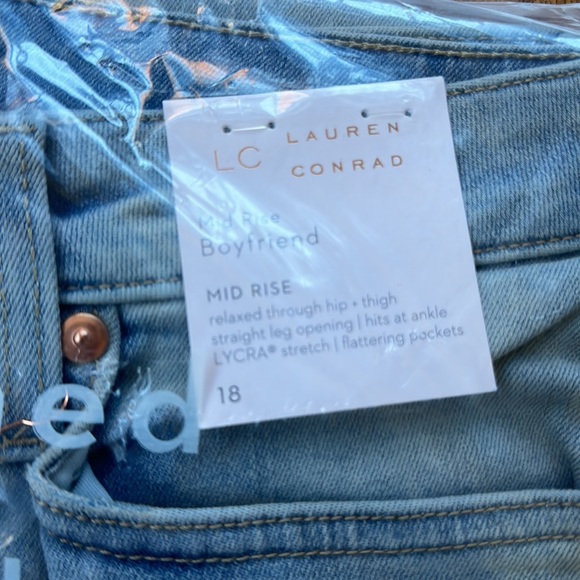 LC LAUREN
CONRAD
Mid Rise
Boyfriend
MID RISE
relaxed through hip + thigh
straight leg opening | hits at ankle
LYCRA® stretch | flattering pockets
18
ed